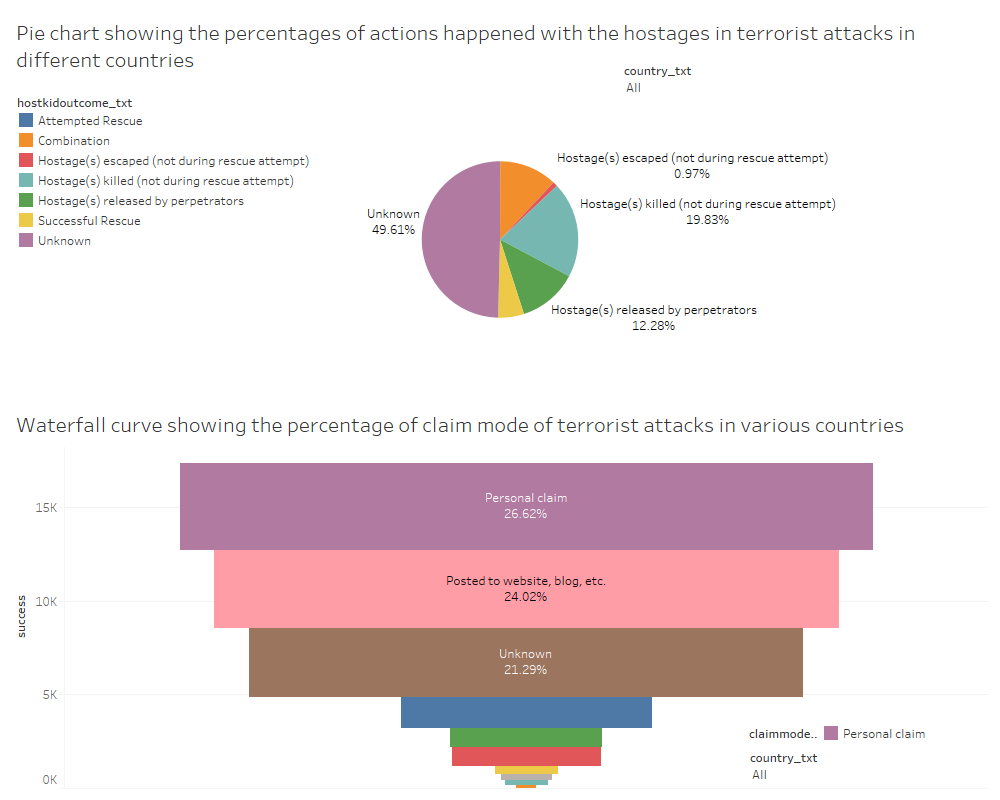 Pie chart showing the percentages of actions happened with the hostages in terrorist attacks in
different countries
country_txt
All
hostkidoutcome_txt
Attempted Rescue
Combination
Hostage(s) escaped (not during rescue attempt)
Hostage(s) killed (not during rescue attempt)
Hostage(s) released by perpetrators
Successful Rescue
Unknown
Hostage(s) escaped (not during rescue attempt)
0.97%
Hostage(s) killed (not during rescue attempt)
19.83%
Unknown
49.61%
Hostage(s) released by perpetrators
12.28%
Waterfall curve showing the percentage of claim mode of terrorist attacks in various countries
Personal claim
26.62%
15K
Posted to website, blog, etc.
24.02%
10K
success
Unknown
21.29%
5K
claimmode.. Personal claim
country_txt
All
0K